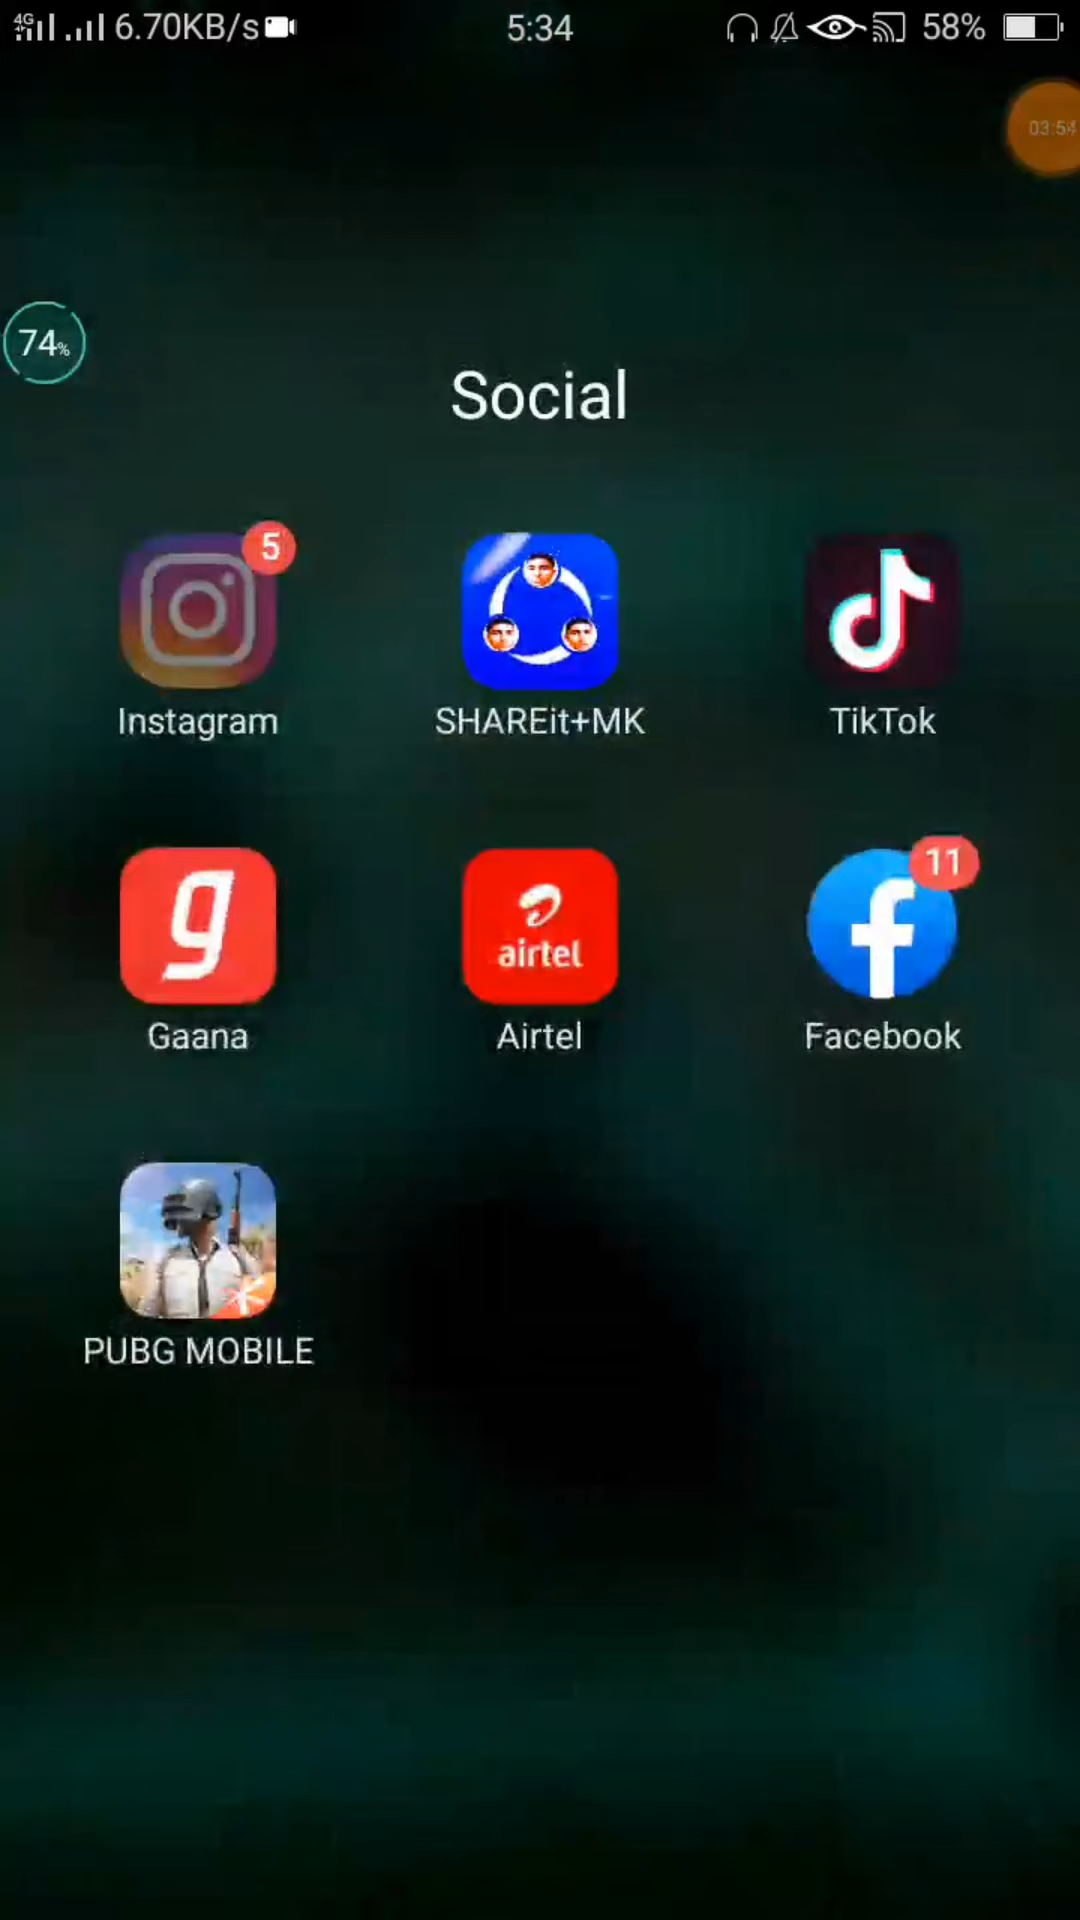 4G 6.70KB/s 5:34 58%
03:54
74%
Social
5
Instagram
SHAREit+MK
TikTok
g
airtel
11
f
Gaana
Airtel
Facebook
PUBG MOBILE